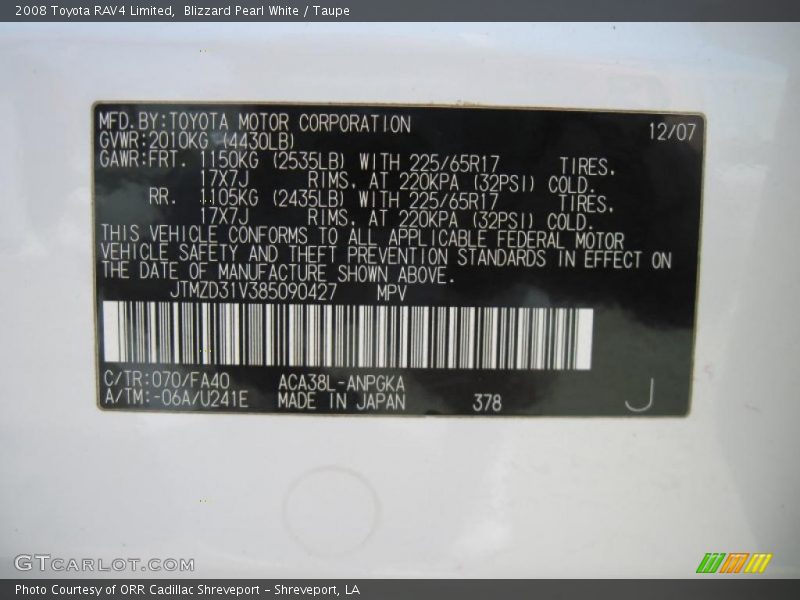 2008 Toyota RAV4 Limited,  Blizzard Pearl White / Taupe
MFD.BY:TOYOTA MOTOR CORPORATION 12/07
GVWR:2010KG (4430LB)
GAWR:FRT. 1150KG (2535LB) WITH 225/65R17 TIRES,
17X7J RIMS, AT 220KPA (32PSI) COLD.
RR. 1105KG (2435LB) WITH 225/65R17 TIRES,
17X7J RIMS, AT 220KPA (32PSI) COLD.
THIS VEHICLE CONFORMS TO ALL APPLICABLE FEDERAL MOTOR
VEHICLE SAFETY AND THEFT PREVENTION STANDARDS IN EFFECT ON
THE DATE OF MANUFACTURE SHOWN ABOVE.
JTMZD31V385090427 MPV
C/TR:070/FA40 ACA38L-ANPGKA
A/TM:-06A/U241E MADE IN JAPAN 378 J
GTCARLOT.COM
Photo Courtesy of ORR Cadillac Shreveport - Shreveport, LA